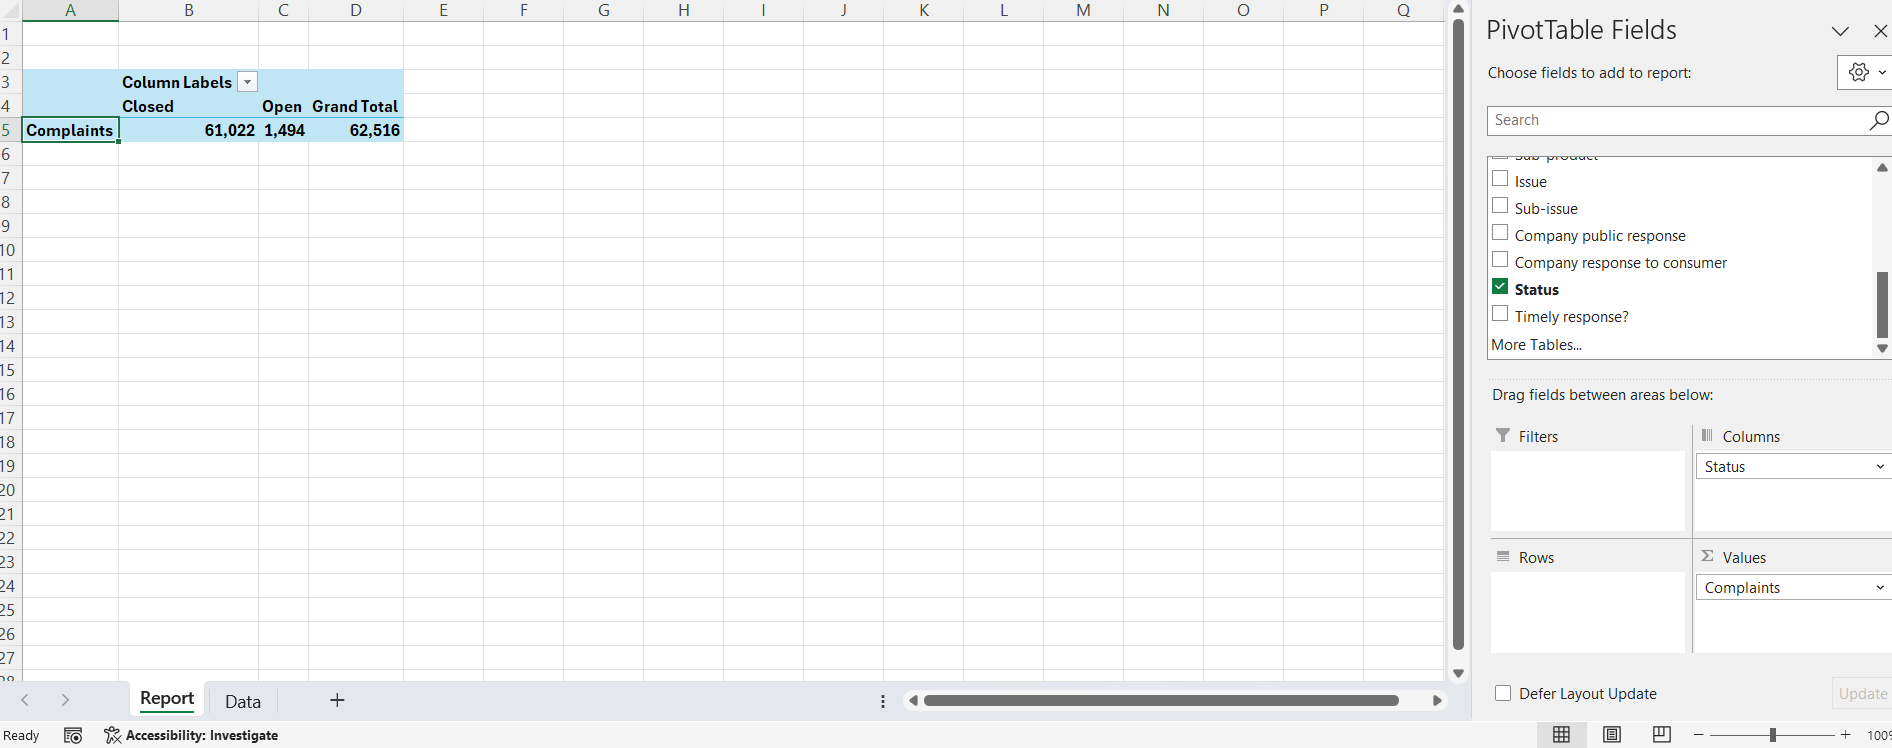 A B C D E F G H I J K L M N O P Q
1
2
3 Column Labels
4 Closed Open Grand Total
5 Complaints 61,022 1,494 62,516
6
7
8
9
10
11
12
13
14
15
16
17
18
19
20
21
22
23
24
25
26
27
28
Report Data +
Ready
Accessibility: Investigate
PivotTable Fields
Choose fields to add to report:
Search
Sub-product
Issue
Sub-issue
Company public response
Company response to consumer
Status
Timely response?
More Tables...
Drag fields between areas below:
Filters
Columns
Status
Rows
Σ Values
Complaints
Defer Layout Update
Update
100%